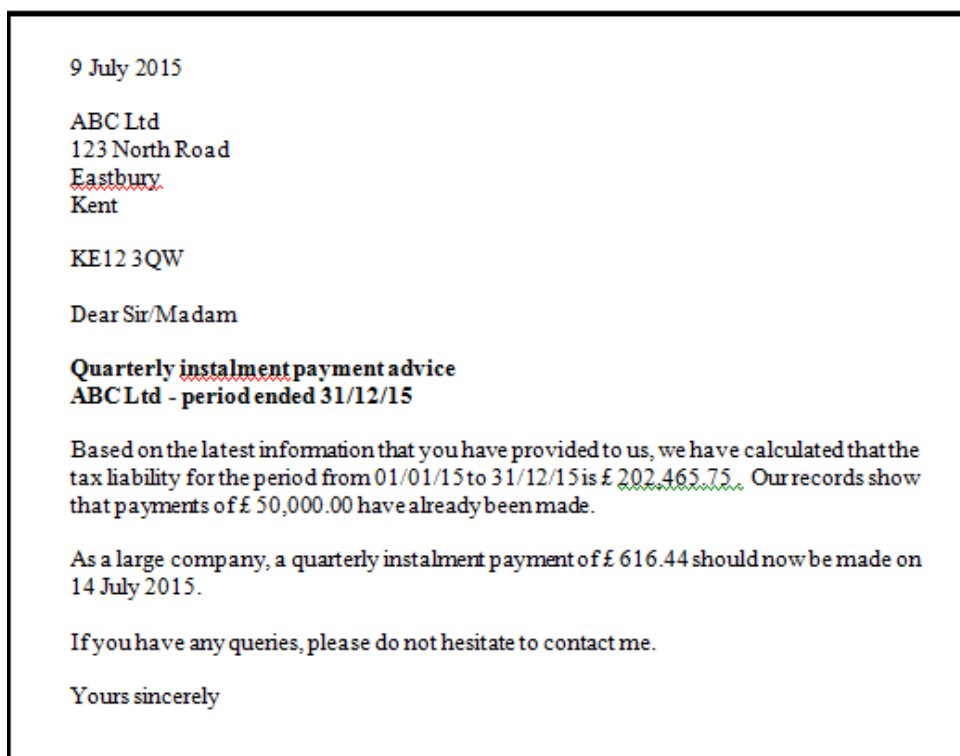 9 July 2015
ABC Ltd
123 North Road
Eastbury
Kent
KE12 3QW
Dear Sir/Madam
Quarterly instalment payment advice
ABC Ltd - period ended 31/12/15
Based on the latest information that you have provided to us, we have calculated that the
tax liability for the period from 01/01/15 to 31/12/15 is £ 202,465.75 . Our records show
that payments of £ 50,000.00 have already been made.
As a large company, a quarterly instalment payment of £ 616.44 should now be made on
14 July 2015.
If you have any queries, please do not hesitate to contact me.
Yours sincerely